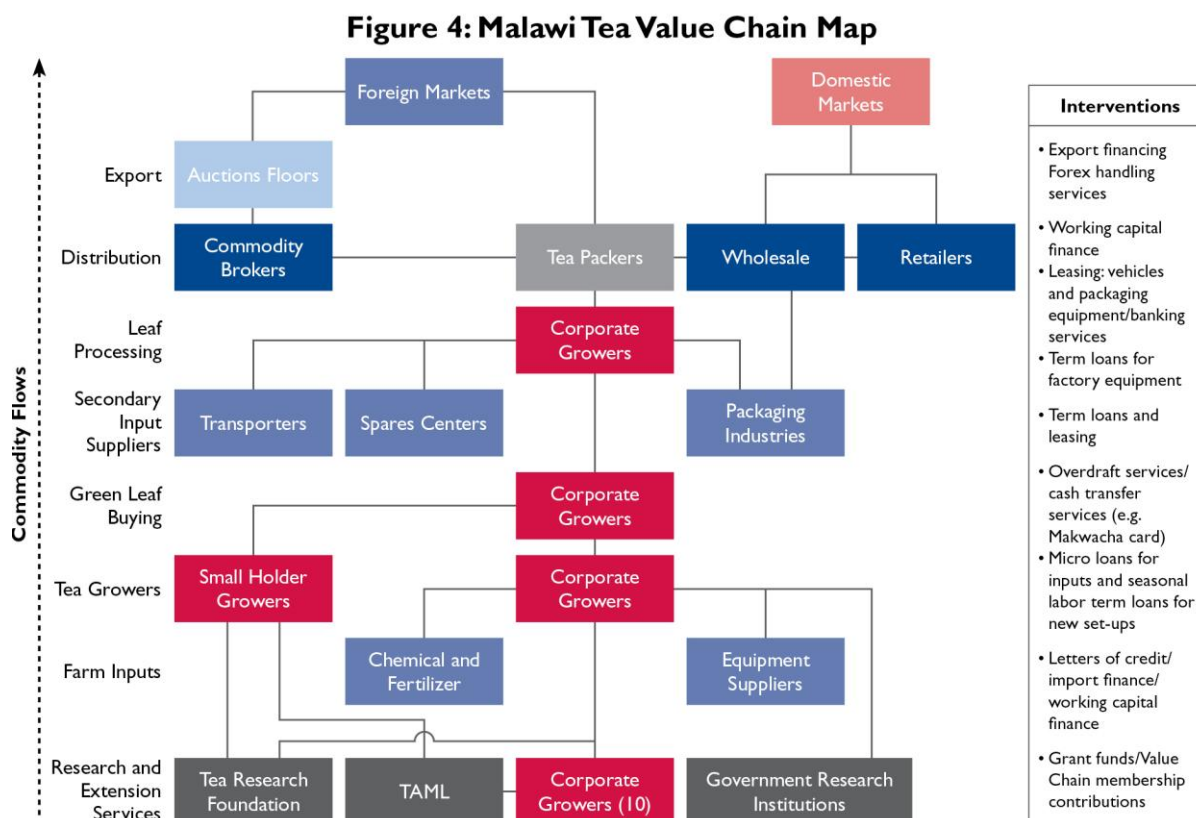 Figure 4: Malawi Tea Value Chain Map
Commodity Flows
Foreign Markets
Domestic
Markets
Export
Auctions Floors
Distribution
Commodity
Brokers
Tea Packers
Wholesale
Retailers
Leaf
Processing
Corporate
Growers
Secondary
Input
Suppliers
Transporters
Spares Centers
Packaging
Industries
Green Leaf
Buying
Corporate
Growers
Tea Growers
Small Holder
Growers
Corporate
Growers
Farm Inputs
Chemical and
Fertilizer
Equipment
Suppliers
Research and
Extension
Services
Tea Research
Foundation
TAML
Corporate
Growers (10)
Government Research
Institutions
Interventions
• Export financing
Forex handling
services
• Working capital
finance
• Leasing: vehicles
and packaging
equipment/banking
services
• Term loans for
factory equipment
• Term loans and
leasing
• Overdraft services/
cash transfer
services (e.g.
Makwacha card)
• Micro loans for
inputs and seasonal
labor term loans for
new set-ups
• Letters of credit/
import finance/
working capital
finance
• Grant funds/Value
Chain membership
contributions